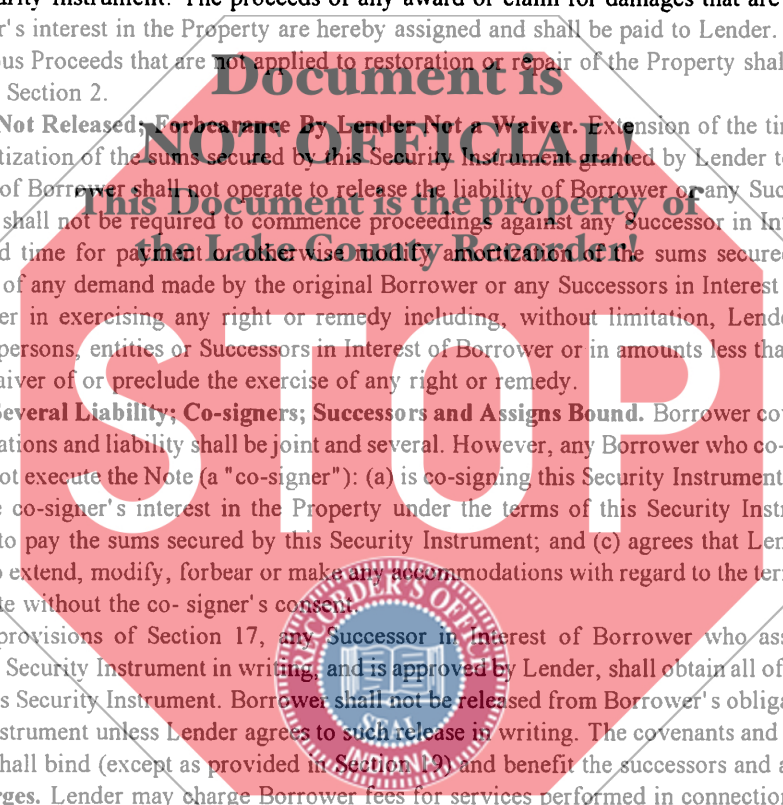 urity Instrument. The proceeds of any award or claim for damages that are
er's interest in the Property are hereby assigned and shall be paid to Lender.
us Proceeds that are not applied to restoration or repair of the Property shal
Section 2.
Document is
Not Released; Forbearance By Lender Not a Waiver. Extension of the ti
NOT OFFICIAL!
tization of the sums secured by this Security Instrument granted by Lender t
of Borrower shall not operate to release the liability of Borrower or any Suc
This Document is the property of
shall not be required to commence proceedings against any Successor in In
the Lake County Recorder!
d time for payment or otherwise modify amortization of the sums secure
of any demand made by the original Borrower or any Successors in Interest
er in exercising any right or remedy including, without limitation, Lende
persons, entities or Successors in Interest of Borrower or in amounts less tha
aiver of or preclude the exercise of any right or remedy.
STOP
Several Liability; Co-signers; Successors and Assigns Bound. Borrower co
ations and liability shall be joint and several. However, any Borrower who co-
ot execute the Note (a "co-signer"): (a) is co-signing this Security Instrument
e co-signer's interest in the Property under the terms of this Security Inst
to pay the sums secured by this Security Instrument; and (c) agrees that Len
o extend, modify, forbear or make any accommodations with regard to the ter
te without the co- signer's consent.
RECORDER'S OFFICE
provisions of Section 17, any Successor in Interest of Borrower who ass
Security Instrument in writing, and is approved by Lender, shall obtain all of
s Security Instrument. Borrower shall not be released from Borrower's obliga
SEAL
strument unless Lender agrees to such release in writing. The covenants and
INDIANA
hall bind (except as provided in Section 19) and benefit the successors and a
rges. Lender may charge Borrower fees for services performed in connectio